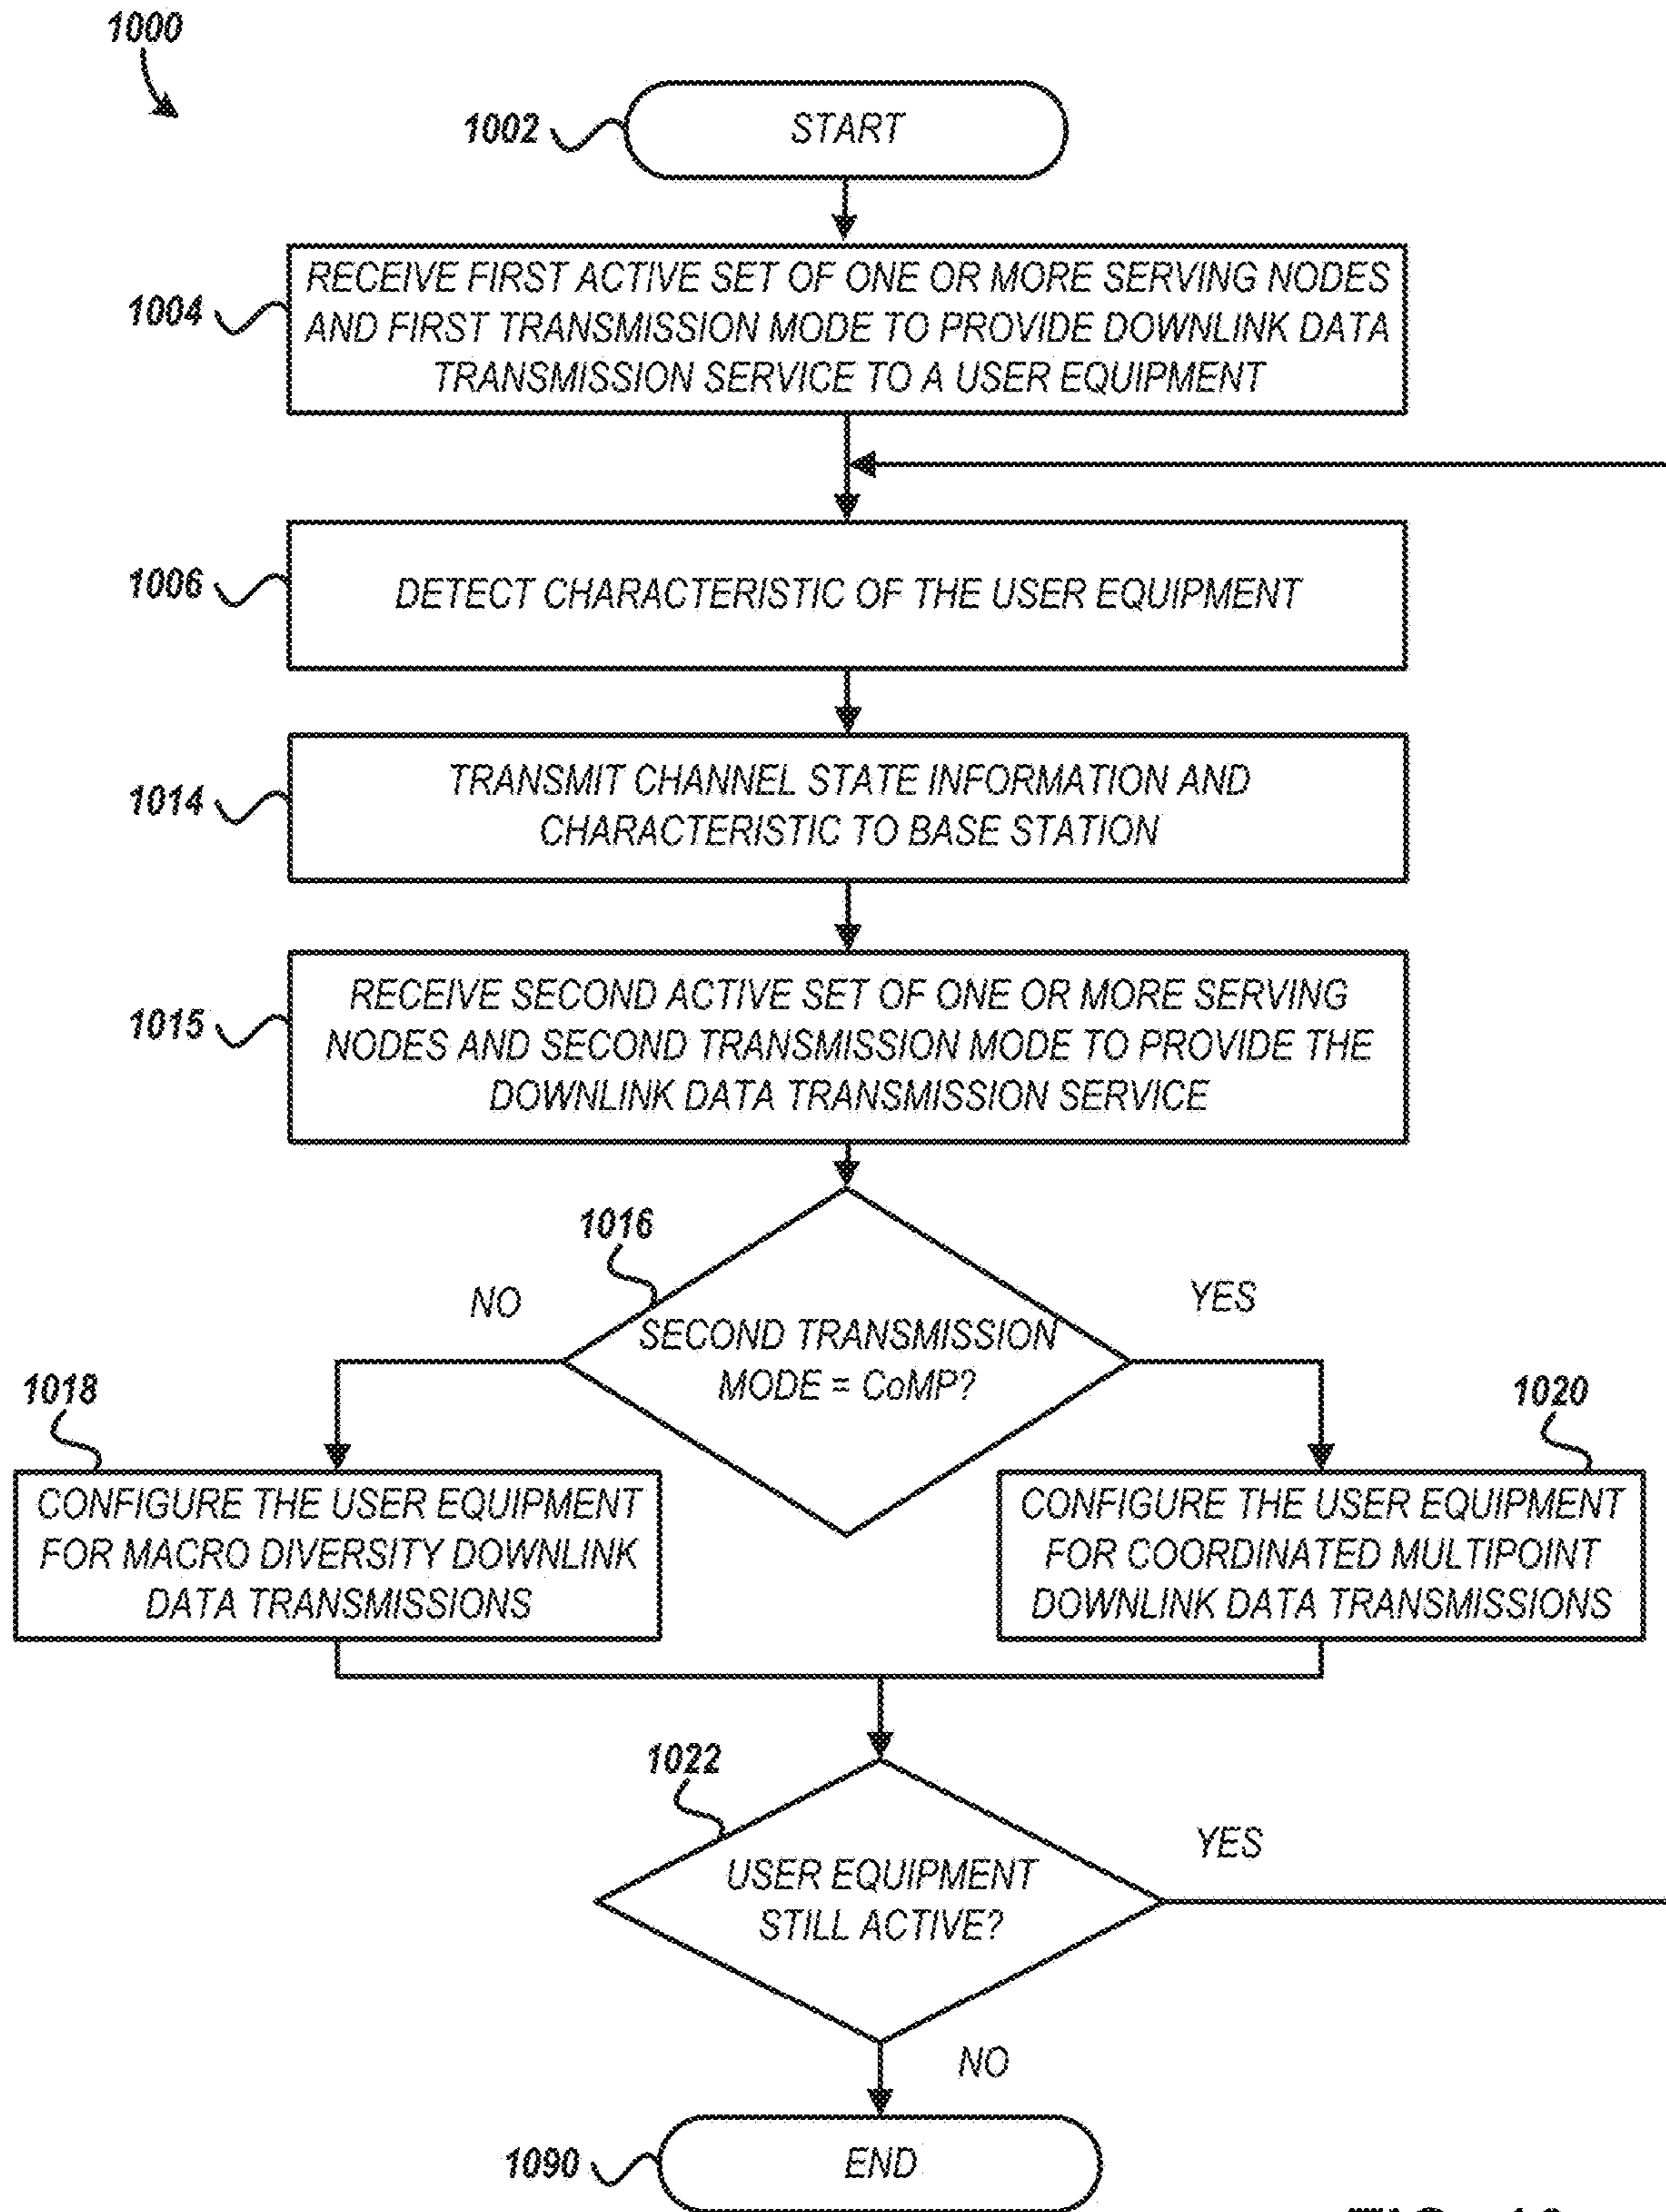 1000
1002
START
1004
RECEIVE FIRST ACTIVE SET OF ONE OR MORE SERVING NODES
AND FIRST TRANSMISSION MODE TO PROVIDE DOWNLINK DATA
TRANSMISSION SERVICE TO A USER EQUIPMENT
1006
DETECT CHARACTERISTIC OF THE USER EQUIPMENT
1014
TRANSMIT CHANNEL STATE INFORMATION AND
CHARACTERISTIC TO BASE STATION
1015
RECEIVE SECOND ACTIVE SET OF ONE OR MORE SERVING
NODES AND SECOND TRANSMISSION MODE TO PROVIDE THE
DOWNLINK DATA TRANSMISSION SERVICE
1016
NO
YES
SECOND TRANSMISSION
MODE = CoMP?
1018
CONFIGURE THE USER EQUIPMENT
FOR MACRO DIVERSITY DOWNLINK
DATA TRANSMISSIONS
1020
CONFIGURE THE USER EQUIPMENT
FOR COORDINATED MULTIPOINT
DOWNLINK DATA TRANSMISSIONS
1022
YES
USER EQUIPMENT
STILL ACTIVE?
NO
1090
END